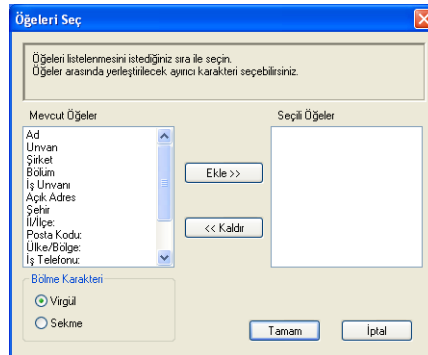 Öğeleri Seç
Öğeleri listelenmesini istediğiniz sıra ile seçin.
Öğeler arasında yerleştirilecek ayırıcı karakteri seçebilirsiniz.
Mevcut Öğeler
Seçili Öğeler
Ad
Unvan
Şirket
Bölüm
İş Unvanı
Açık Adres
Şehir
İl/İlçe:
Posta Kodu:
Ülke/Bölge:
İş Telefonu:
Ekle >>
<< Kaldır
Bölme Karakteri
Virgül
Sekme
Tamam
İptal